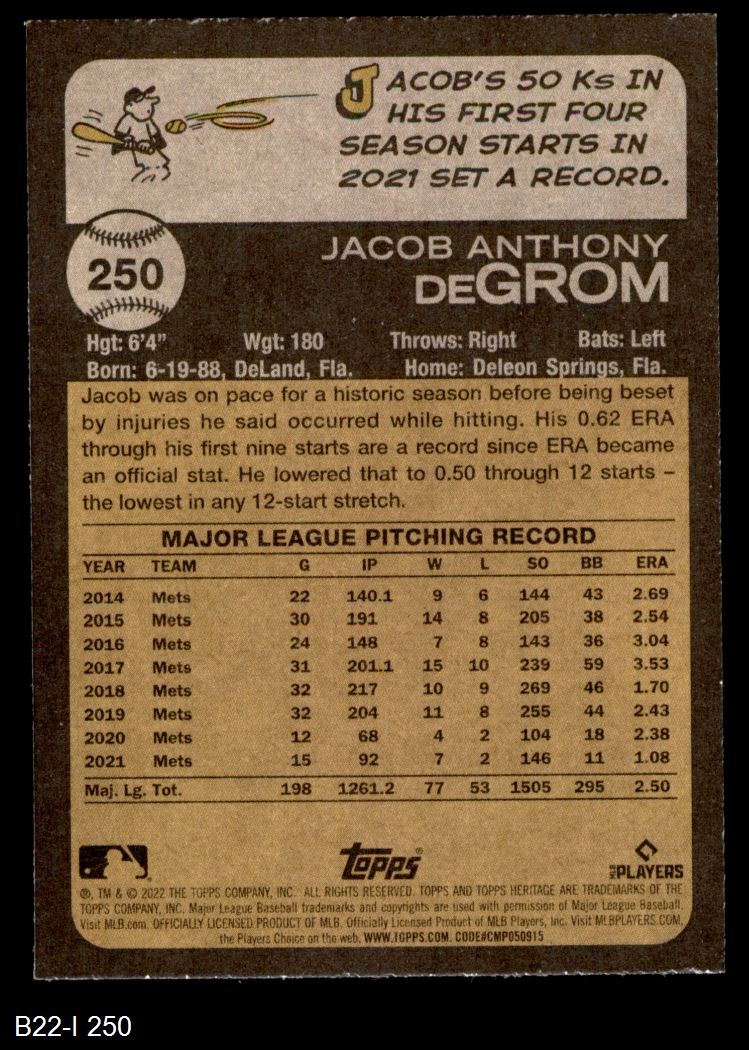 JACOB'S 50 Ks IN
HIS FIRST FOUR
SEASON STARTS IN
2021 SET A RECORD.
250
JACOB ANTHONY
DEGROM
Hgt: 6'4" Wgt: 180 Throws: Right Bats: Left
Born: 6-19-88, DeLand, Fla. Home: Deleon Springs, Fla.
Jacob was on pace for a historic season before being beset
by injuries he said occurred while hitting. His 0.62 ERA
through his first nine starts are a record since ERA became
an official stat. He lowered that to 0.50 through 12 starts –
the lowest in any 12-start stretch.
MAJOR LEAGUE PITCHING RECORD
YEAR TEAM G IP W L SO BB ERA
2014 Mets 22 140.1 9 6 144 43 2.69
2015 Mets 30 191 14 8 205 38 2.54
2016 Mets 24 148 7 8 143 36 3.04
2017 Mets 31 201.1 15 10 239 59 3.53
2018 Mets 32 217 10 9 269 46 1.70
2019 Mets 32 204 11 8 255 44 2.43
2020 Mets 12 68 4 2 104 18 2.38
2021 Mets 15 92 7 2 146 11 1.08
Maj. Lg. Tot. 198 1261.2 77 53 1505 295 2.50
Topps
MLB PLAYERS
®, TM & © 2022 THE TOPPS COMPANY, INC. ALL RIGHTS RESERVED. TOPPS AND TOPPS HERITAGE ARE TRADEMARKS OF THE
TOPPS COMPANY, INC. Major League Baseball trademarks and copyrights are used with permission of Major League Baseball.
Visit MLB.com. OFFICIALLY LICENSED PRODUCT OF MLB. Officially Licensed Product of MLB Players, Inc. Visit MLBPLAYERS.COM,
the Players Choice on the web. WWW.TOPPS.COM. CODE#CMP050915
B22-I 250